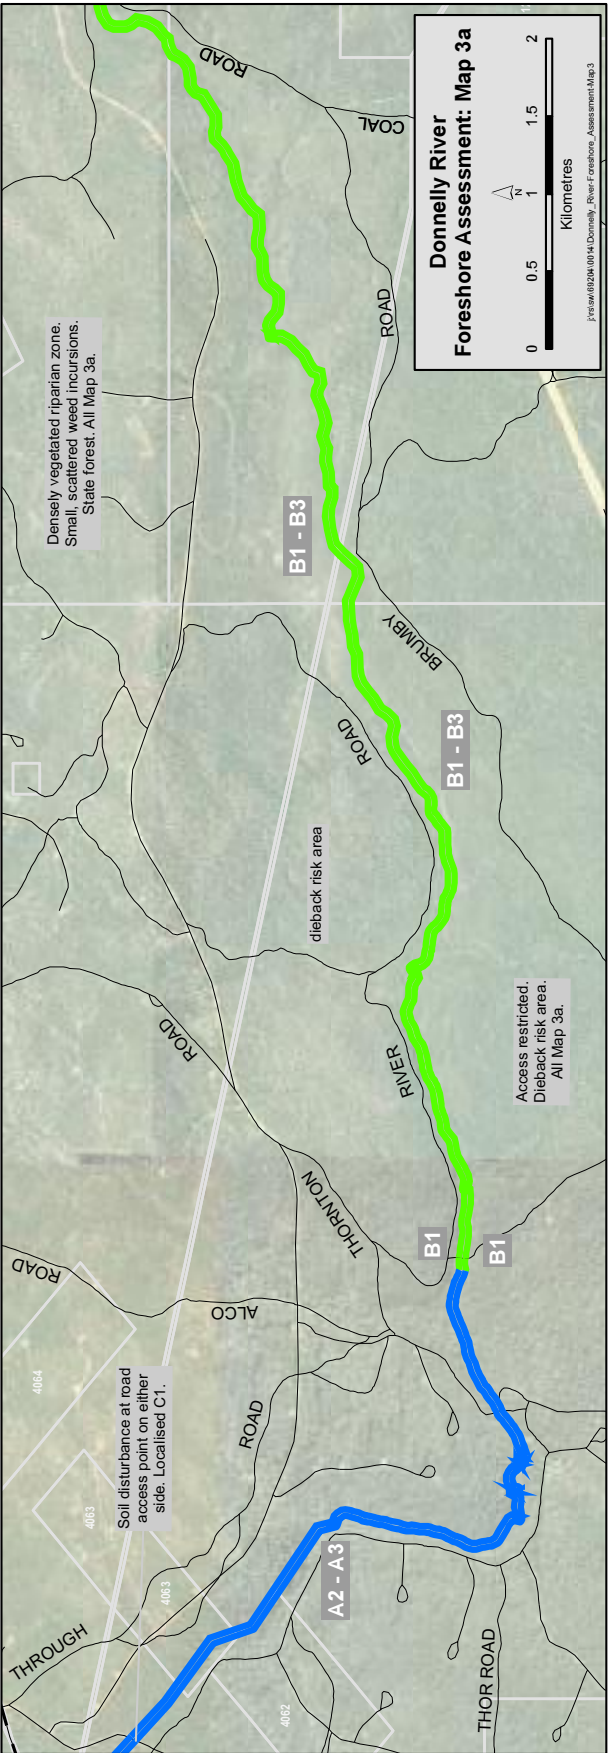 Donnelly River
Foreshore Assessment: Map 3a
N
0
0.5
1
1.5
2
Kilometres
Densely vegetated riparian zone.
Small, scattered weed incursions.
State forest. All Map 3a.
Soil disturbance at road
access point on either
side. Localised C1.
dieback risk area
Access restricted.
Dieback risk area.
All Map 3a.
A2 - A3
B1
B1
B1 - B3
B1 - B3
THROUGH
ROAD
THOR ROAD
ALCO
ROAD
THORNTON
ROAD
RIVER
ROAD
BRUMBY
ROAD
COAL
ROAD
4062
4063
4063
4064